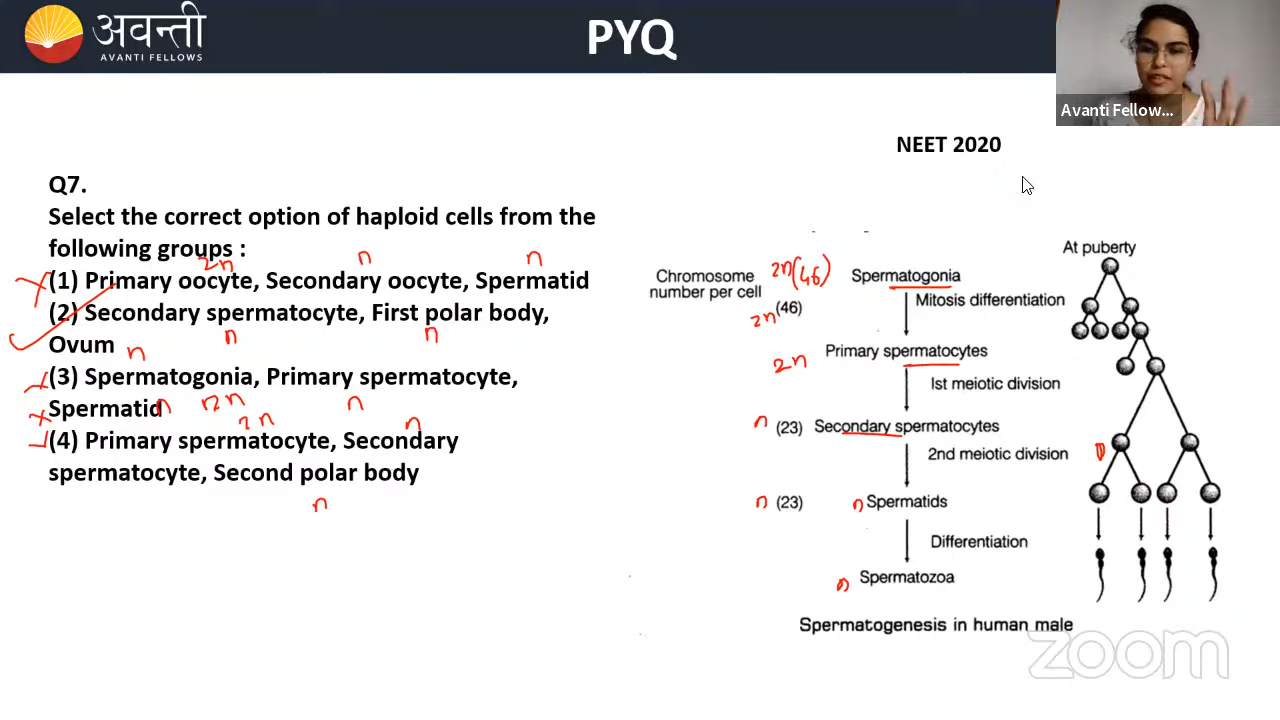 अवन्ती
AVANTI FELLOWS
PYQ
Avanti Fellow...
NEET 2020
Q7.
Select the correct option of haploid cells from the
following groups :
2n n n
(1) Primary oocyte, Secondary oocyte, Spermatid
(2) Secondary spermatocyte, First polar body,
n n
Ovum n
(3) Spermatogonia, Primary spermatocyte,
Spermatid n 2n n
2n n
(4) Primary spermatocyte, Secondary
spermatocyte, Second polar body
n
At puberty
Chromosome
number per cell
2n(46) Spermatogonia
Mitosis differentiation
2n (46)
2n Primary spermatocytes
Ist meiotic division
n (23) Secondary spermatocytes
2nd meiotic division
n (23) n Spermatids
Differentiation
n Spermatozoa
Spermatogenesis in human male
zoom